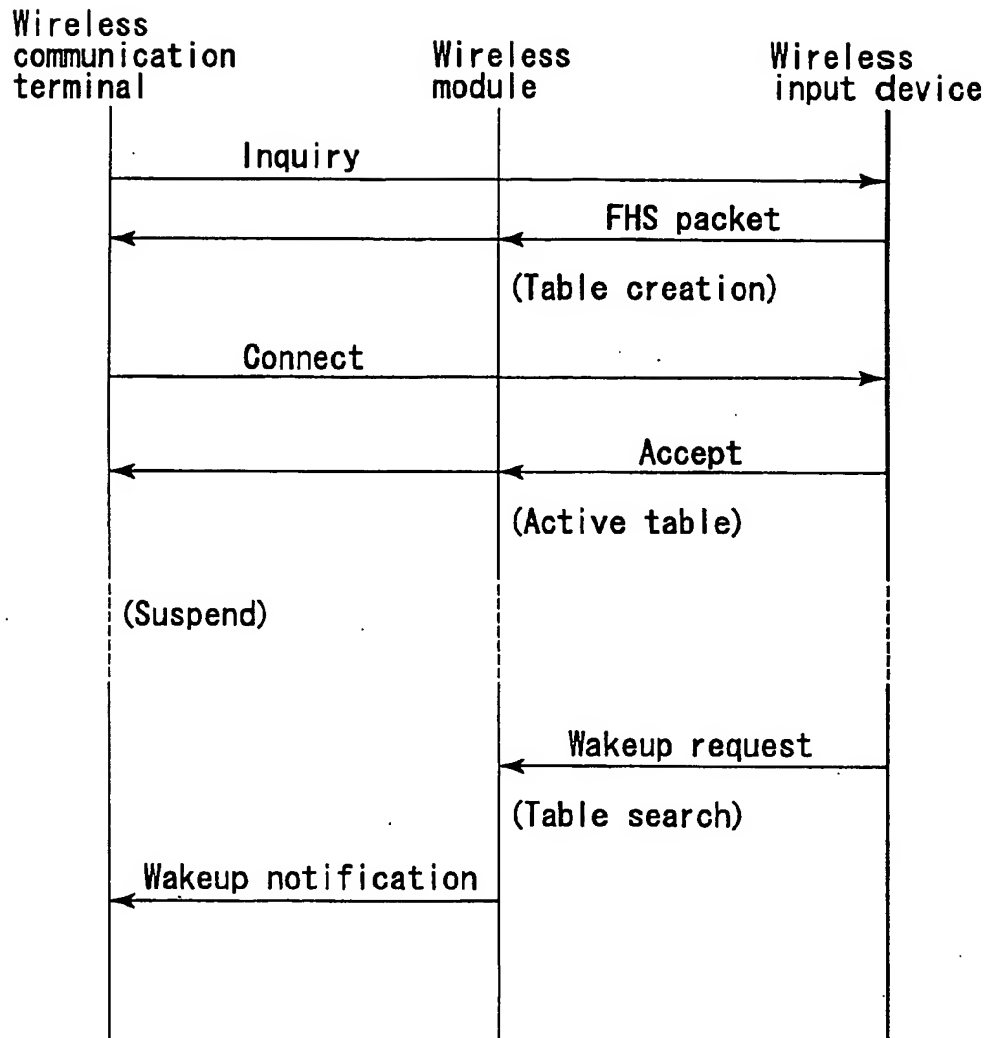 Wireless
communication
terminal
Wireless
module
Wireless
input device
Inquiry
FHS packet
(Table creation)
Connect
Accept
(Active table)
(Suspend)
Wakeup request
(Table search)
Wakeup notification